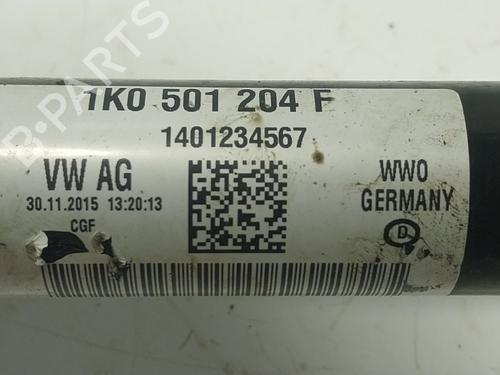 1K0 501 204 F
1401234567
VW AG
30.11.2015 13:20:13
CGF
WWO
GERMANY
D
B-PARTS